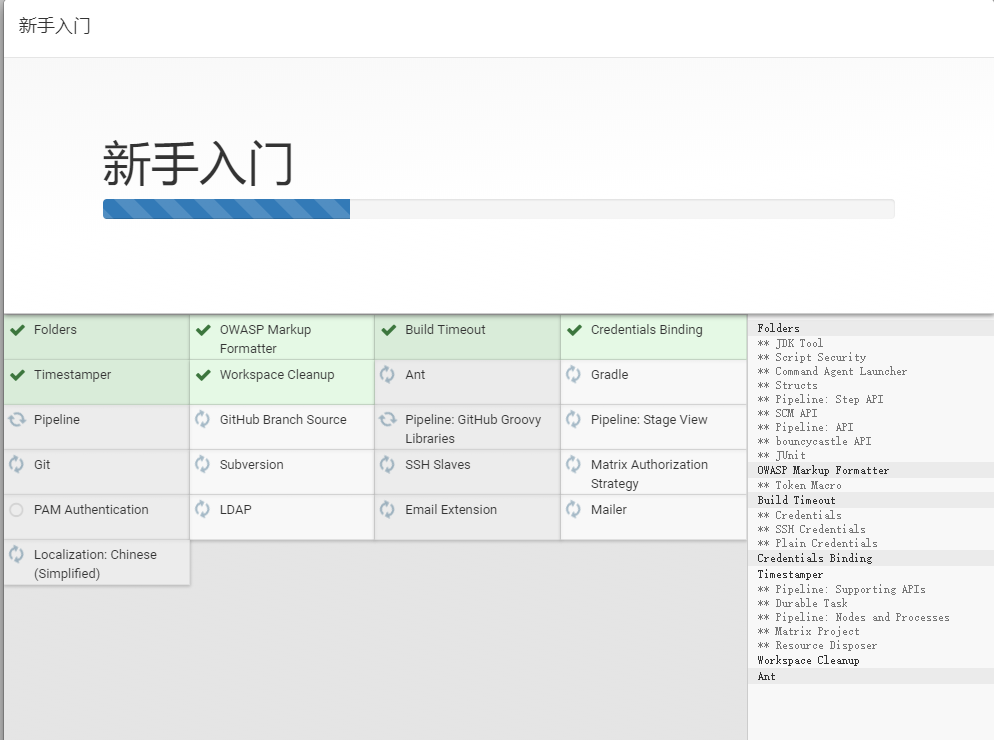 新手入门
新手入门
Folders
OWASP Markup
Formatter
Build Timeout
Credentials Binding
Timestamper
Workspace Cleanup
Ant
Gradle
Pipeline
GitHub Branch Source
Pipeline: GitHub Groovy
Libraries
Pipeline: Stage View
Git
Subversion
SSH Slaves
Matrix Authorization
Strategy
PAM Authentication
LDAP
Email Extension
Mailer
Localization: Chinese
(Simplified)
Folders
** JDK Tool
** Script Security
** Command Agent Launcher
** Structs
** Pipeline: Step API
** SCM API
** Pipeline: API
** bouncycastle API
** JUnit
OWASP Markup Formatter
** Token Macro
Build Timeout
** Credentials
** SSH Credentials
** Plain Credentials
Credentials Binding
Timestamper
** Pipeline: Supporting APIs
** Durable Task
** Pipeline: Nodes and Processes
** Matrix Project
** Resource Disposer
Workspace Cleanup
Ant